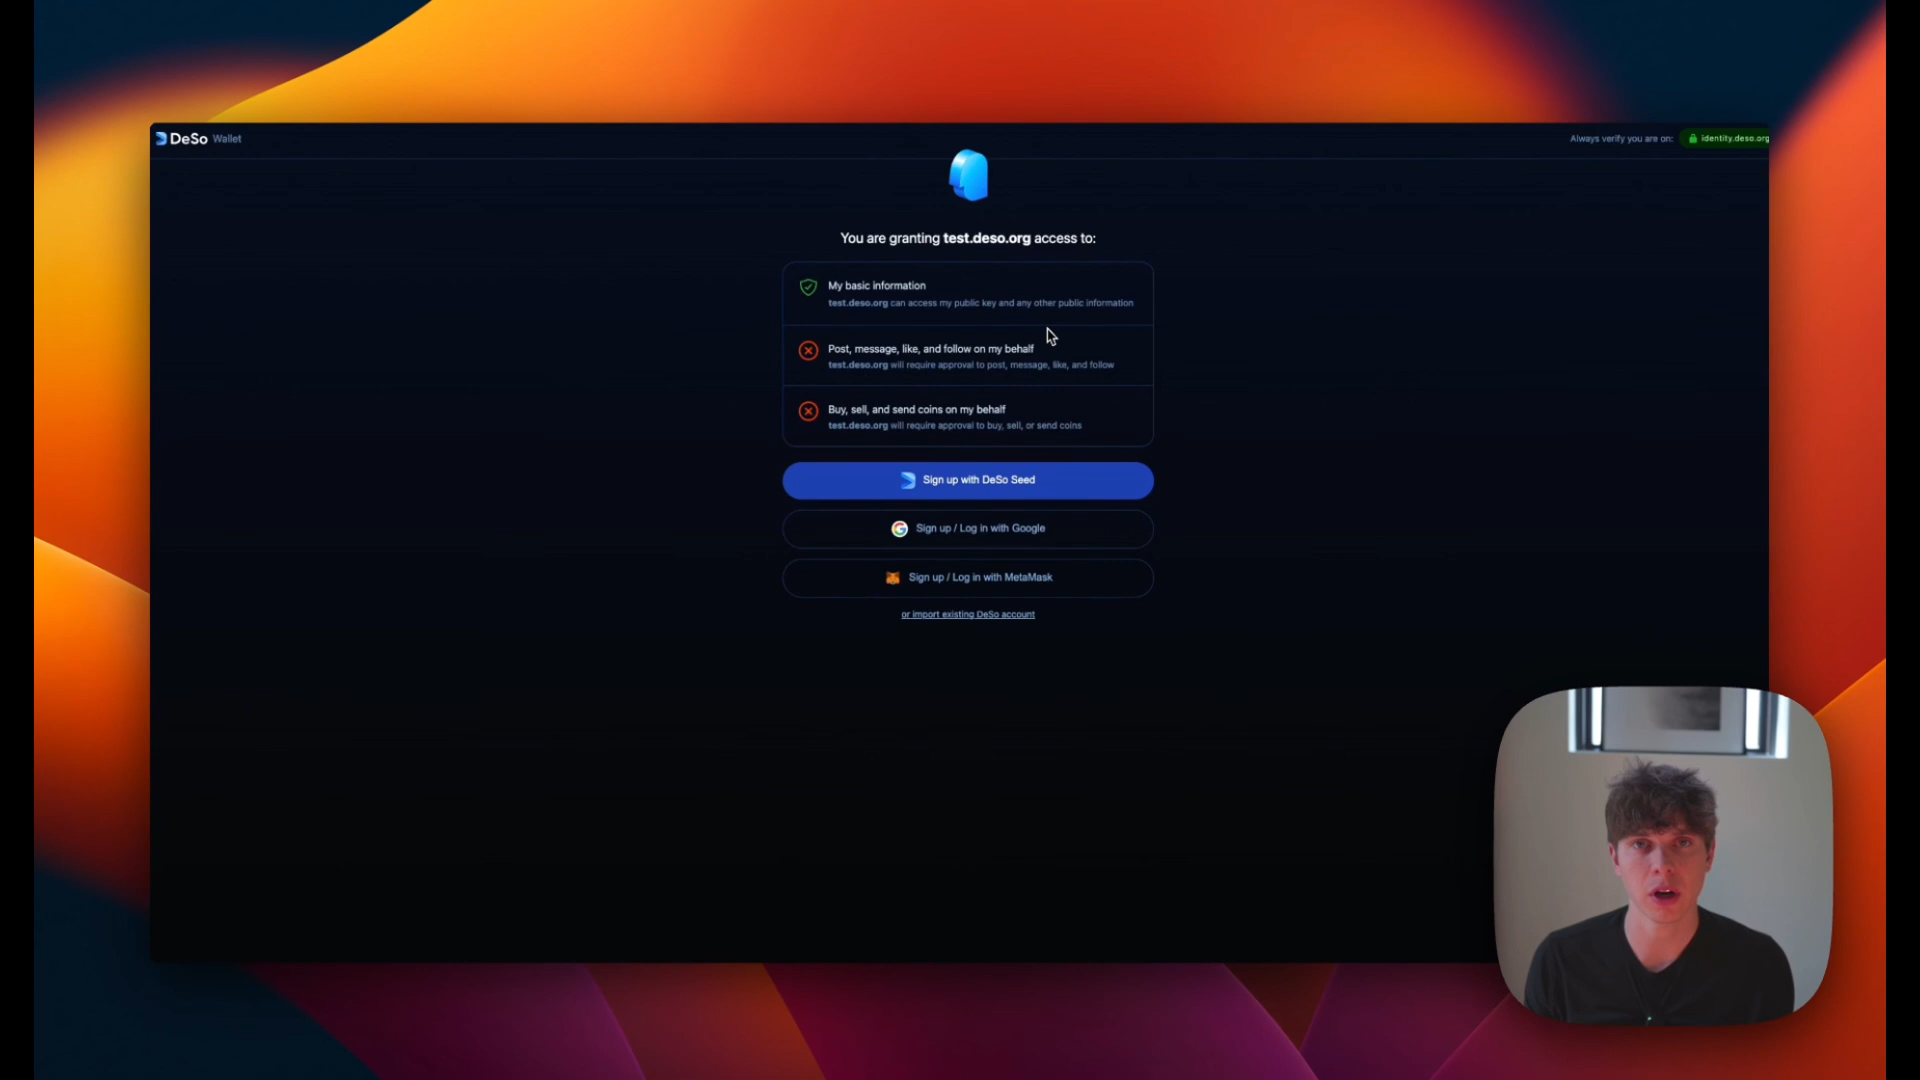 DeSo Wallet
Always verify you are on: identity.deso.org
You are granting test.deso.org access to:
My basic information
test.deso.org can access my public key and any other public information
Post, message, like, and follow on my behalf
test.deso.org will require approval to post, message, like, and follow
Buy, sell, and send coins on my behalf
test.deso.org will require approval to buy, sell, or send coins
Sign up with DeSo Seed
Sign up / Log in with Google
Sign up / Log in with MetaMask
or import existing DeSo account